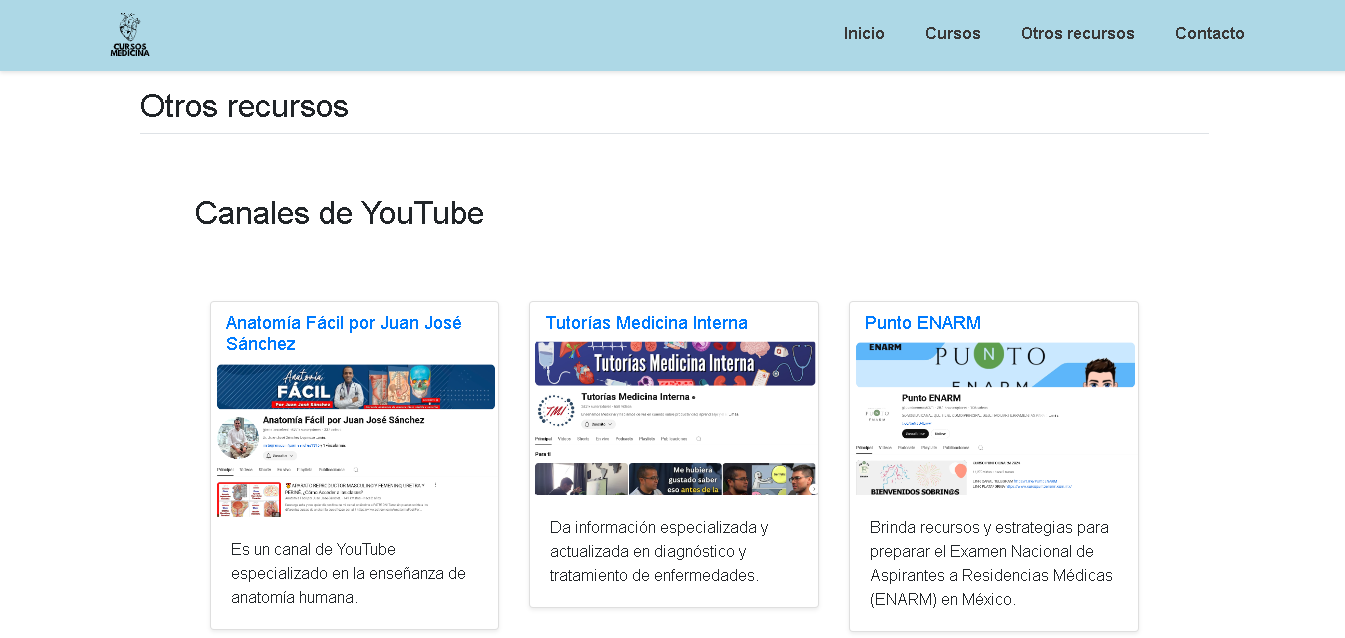 CURSOS
MEDICINA
Inicio
Cursos
Otros recursos
Contacto
Otros recursos
Canales de YouTube
Anatomía Fácil por Juan José
Sánchez
Anatomía
FÁCIL
Por Juan José Sánchez
Anatomía Fácil por Juan José Sánchez
Principal Videos Shorts En vivo Playlists Publicaciones
Es un canal de YouTube
especializado en la enseñanza de
anatomía humana.
Tutorías Medicina Interna
Tutorías Medicina Interna
TMI
Tutorías Medicina Interna
Principal Videos Shorts En vivo Podcasts Playlists Publicaciones
Para ti
Me hubiera
gustado saber
eso antes de la
Da información especializada y
actualizada en diagnóstico y
tratamiento de enfermedades.
Punto ENARM
ENARM
PUNTO
ENARM
Punto ENARM
Principal Videos Podcasts Playlists Publicaciones
BIENVENIDOS SOBRINGS
Brinda recursos y estrategias para
preparar el Examen Nacional de
Aspirantes a Residencias Médicas
(ENARM) en México.